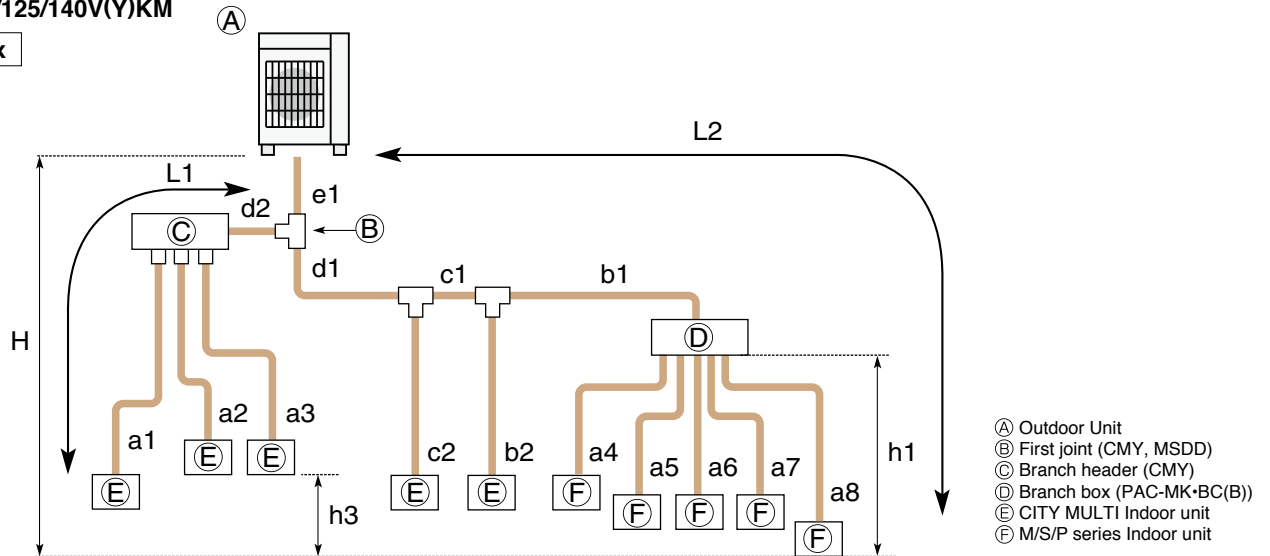 /125/140V(Y)KM
Ⓐ
x
L2
L1
e1
d2
Ⓒ
Ⓑ
d1
c1
b1
H
Ⓓ
a1
a2
a3
Ⓔ
Ⓔ
Ⓔ
c2
b2
a4
a5
a6
a7
a8
h1
Ⓔ
Ⓔ
Ⓕ
Ⓕ
Ⓕ
Ⓕ
Ⓕ
h3
Ⓐ Outdoor Unit
Ⓑ First joint (CMY, MSDD)
Ⓒ Branch header (CMY)
Ⓓ Branch box (PAC-MK•BC(B))
Ⓔ CITY MULTI Indoor unit
Ⓕ M/S/P series Indoor unit